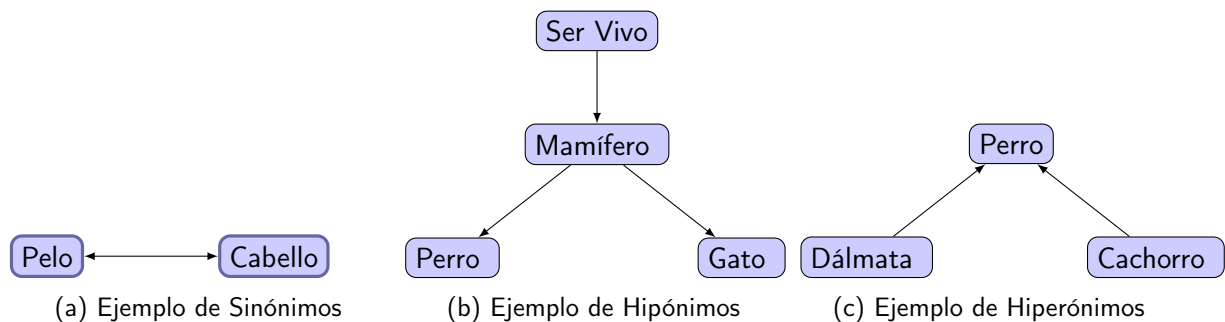 Ser Vivo
Mamífero
Perro
Gato
Perro
Dálmata
Cachorro
Pelo
Cabello
(a) Ejemplo de Sinónimos
(b) Ejemplo de Hipónimos
(c) Ejemplo de Hiperónimos